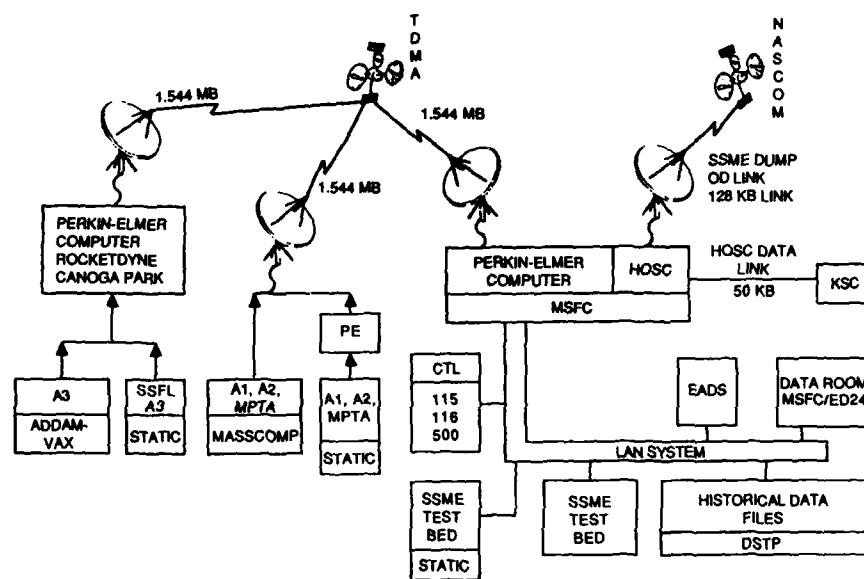 TDMA
NASCOM
1.544 MB
1.544 MB
1.544 MB
SSME DUMP
OD LINK
128 KB LINK
PERKIN-ELMER
COMPUTER
ROCKETDYNE
CANOGA PARK
PERKIN-ELMER
COMPUTER
HOSC
MSFC
HOSC DATA
LINK
50 KB
KSC
PE
A3
ADDAM-
VAX
SSFL
A3
STATIC
A1, A2,
MPTA
MASSCOMP
A1, A2,
MPTA
STATIC
CTL
115
116
500
EADS
DATA ROOM
MSFC/ED24
LAN SYSTEM
SSME
TEST
BED
STATIC
SSME
TEST
BED
HISTORICAL DATA
FILES
DSTP